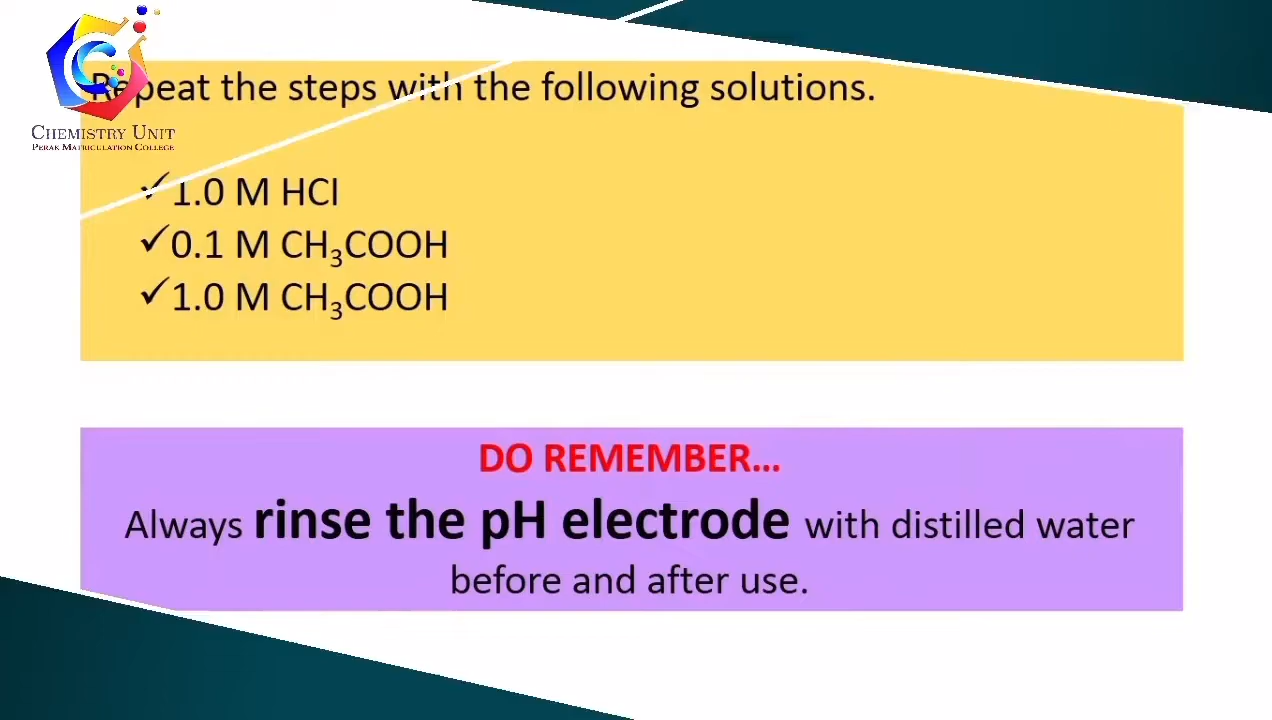 CHEMISTRY UNIT
PERAK MATRICULATION COLLEGE
Repeat the steps with the following solutions.
✓1.0 M HCl
✓0.1 M CH₃COOH
✓1.0 M CH₃COOH
DO REMEMBER...
Always rinse the pH electrode with distilled water
before and after use.